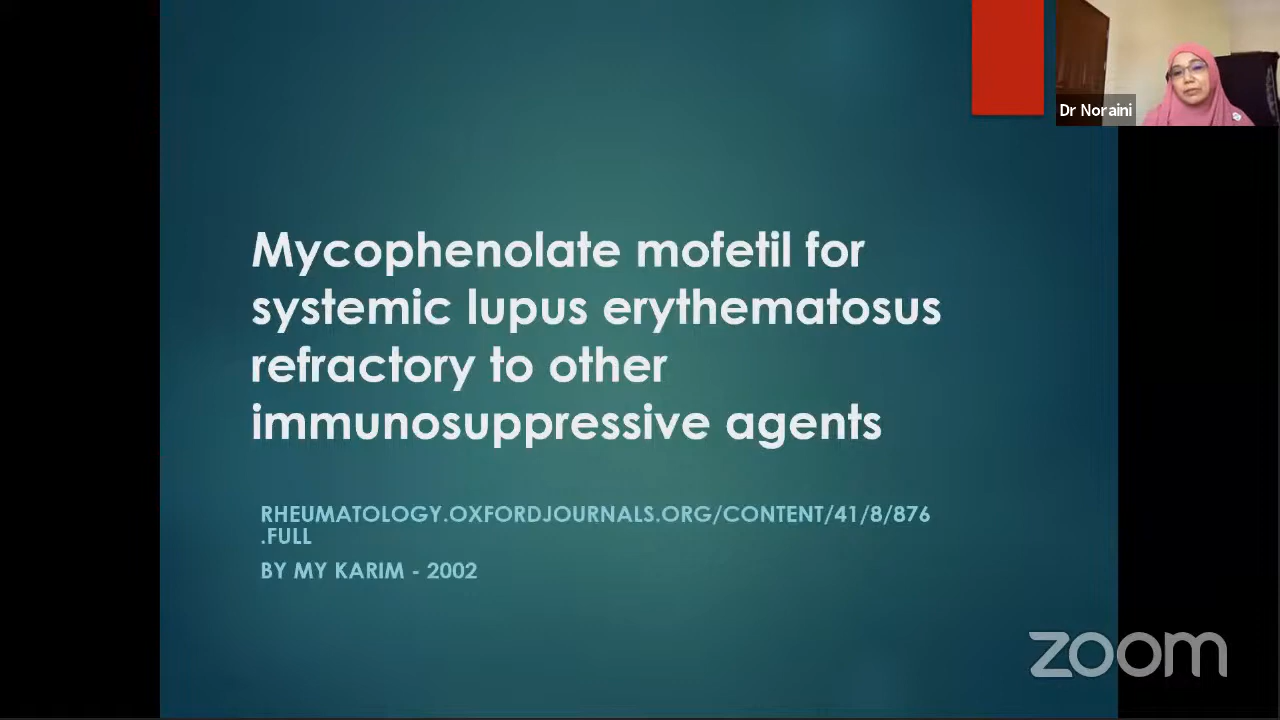 Dr Noraini
Mycophenolate mofetil for
systemic lupus erythematosus
refractory to other
immunosuppressive agents
RHEUMATOLOGY.OXFORDJOURNALS.ORG/CONTENT/41/8/876
.FULL
BY MY KARIM - 2002
zoom